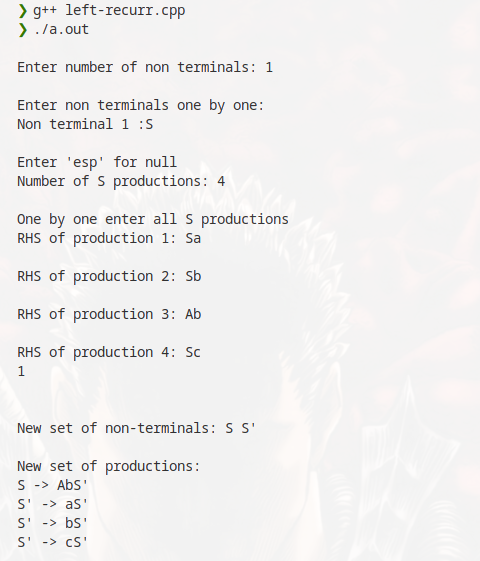 ❯ g++ left-recurr.cpp
❯ ./a.out
Enter number of non terminals: 1
Enter non terminals one by one:
Non terminal 1 :S
Enter 'esp' for null
Number of S productions: 4
One by one enter all S productions
RHS of production 1: Sa
RHS of production 2: Sb
RHS of production 3: Ab
RHS of production 4: Sc
1
New set of non-terminals: S S'
New set of productions:
S -> AbS'
S' -> aS'
S' -> bS'
S' -> cS'